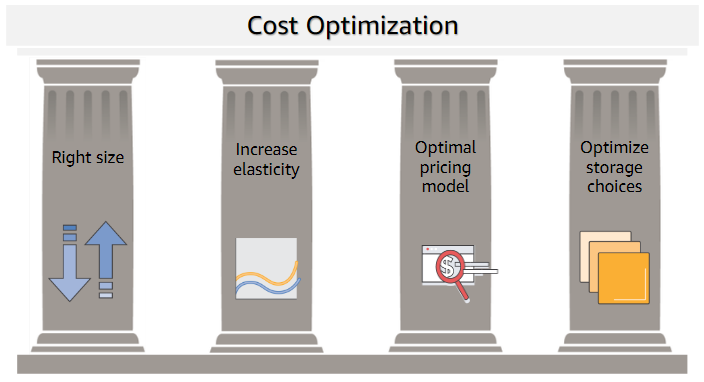 Cost Optimization
Right size
Increase
elasticity
Optimal
pricing
model
$
Optimize
storage
choices